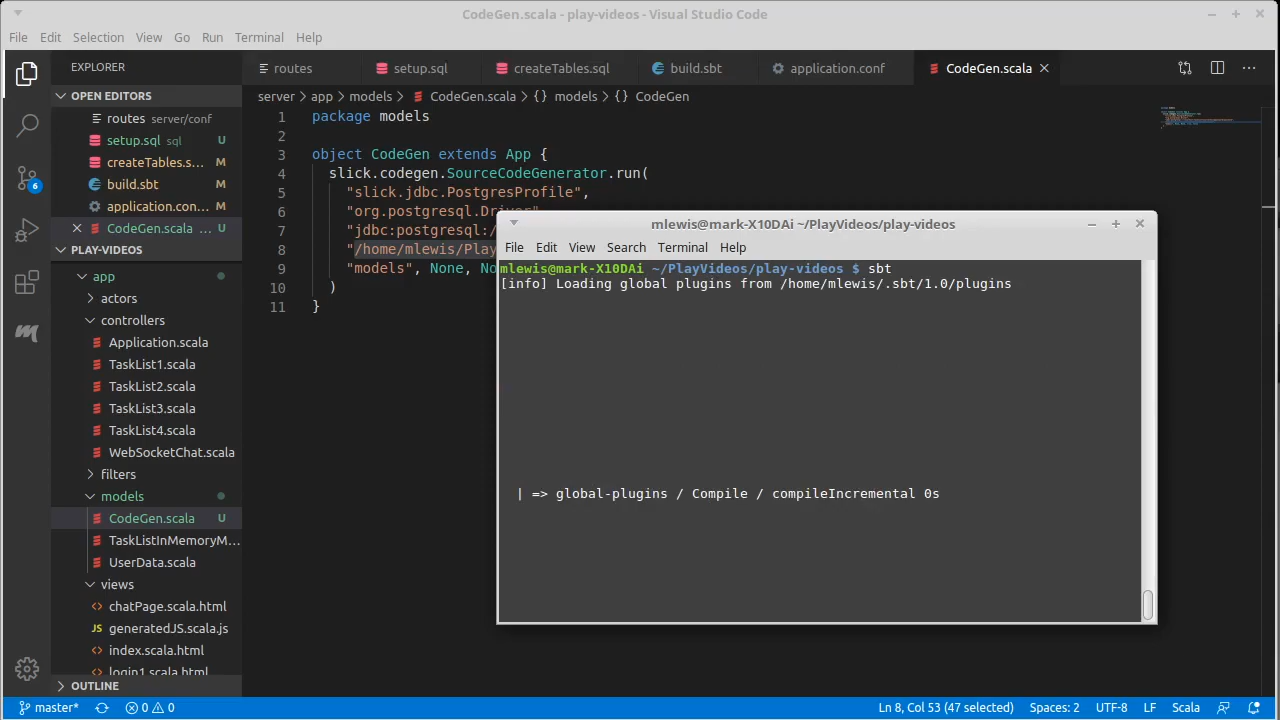 CodeGen.scala - play-videos - Visual Studio Code
File Edit Selection View Go Run Terminal Help
EXPLORER
OPEN EDITORS
routes server/conf
setup.sql sql U
createTables.s... M
build.sbt M
application.con... M
CodeGen.scala ... U
PLAY-VIDEOS
app
actors
controllers
Application.scala
TaskList1.scala
TaskList2.scala
TaskList3.scala
TaskList4.scala
WebSocketChat.scala
filters
models
CodeGen.scala U
TaskListInMemoryM...
UserData.scala
views
chatPage.scala.html
JS generatedJS.scala.js
index.scala.html
login1.scala.html
OUTLINE
6
routes setup.sql createTables.sql build.sbt application.conf CodeGen.scala
server > app > models > CodeGen.scala > {} models > {} CodeGen
1 package models
2
3 object CodeGen extends App {
4 slick.codegen.SourceCodeGenerator.run(
5 "slick.jdbc.PostgresProfile",
6 "org.postgresql.Driver"
7 "jdbc:postgresql:/
8 "/home/mlewis/Play
9 "models", None, No
10 )
11 }
mlewis@mark-X10DAi ~/PlayVideos/play-videos
File Edit View Search Terminal Help
mlewis@mark-X10DAi ~/PlayVideos/play-videos $ sbt
[info] Loading global plugins from /home/mlewis/.sbt/1.0/plugins
| => global-plugins / Compile / compileIncremental 0s
master* 0 0 Ln 8, Col 53 (47 selected) Spaces: 2 UTF-8 LF Scala